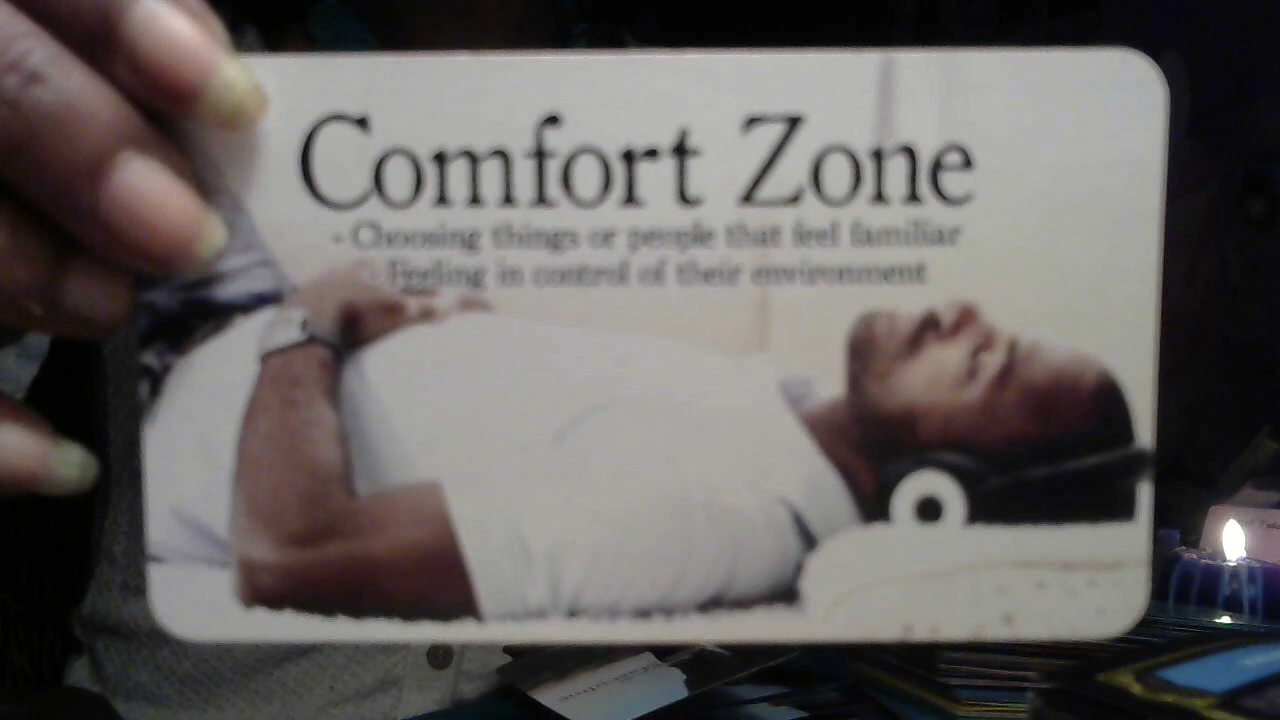 Comfort Zone
- Choosing things or people that feel familiar
- Feeling in control of their environment